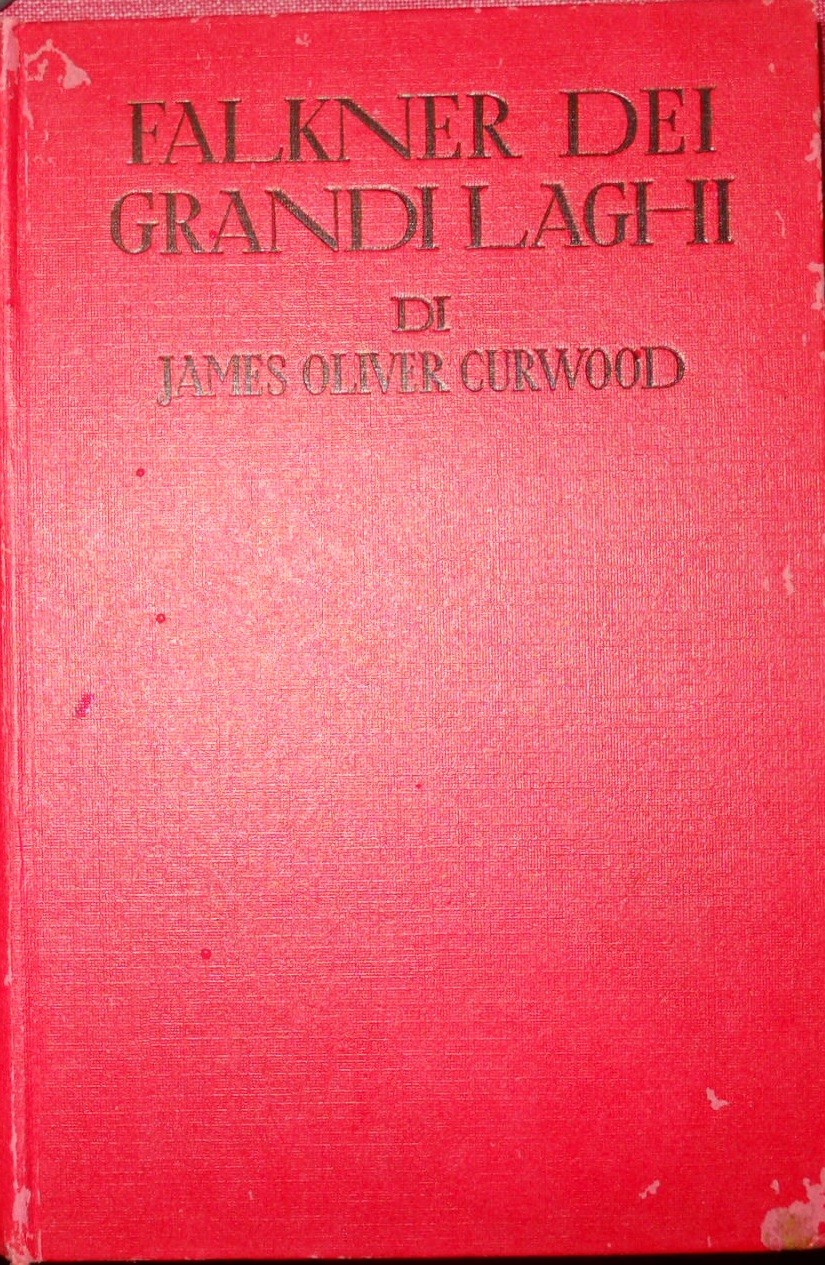 FALKNER DEI
GRANDI LAGHI
DI
JAMES OLIVER CURWOOD